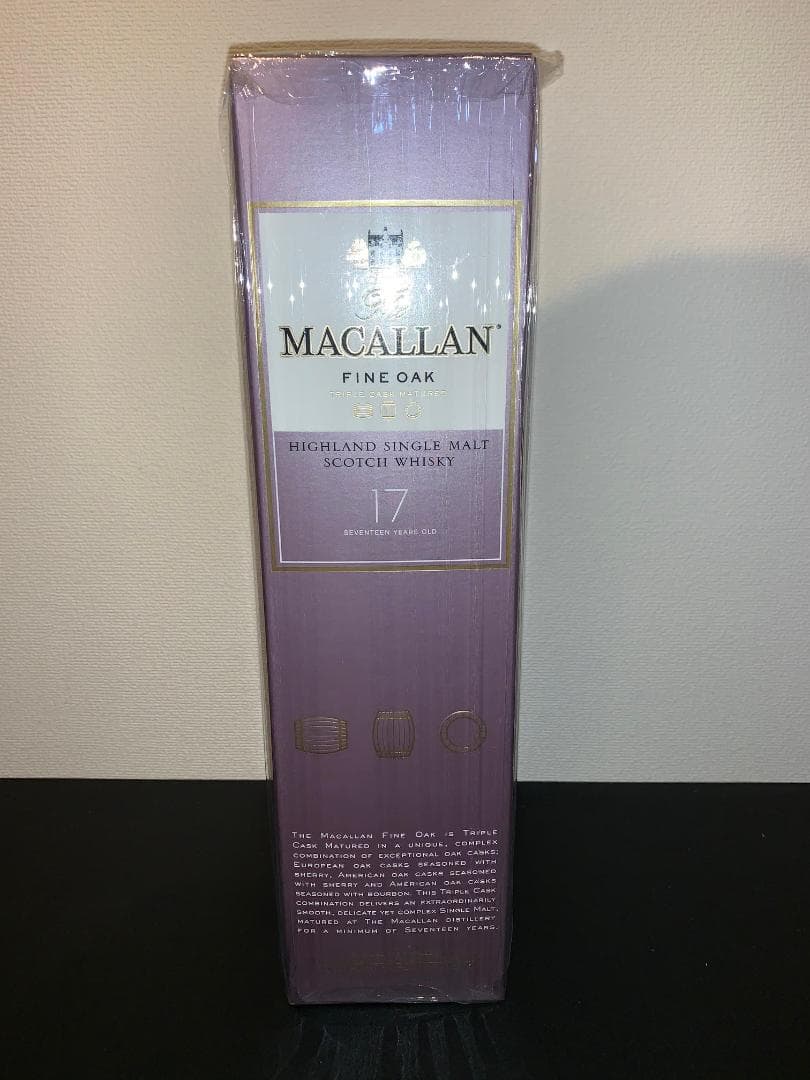 MACALLAN®
FINE OAK
TRIPLE CASK MATURED
HIGHLAND SINGLE MALT
SCOTCH WHISKY
17
SEVENTEEN YEARS OLD
THE MACALLAN FINE OAK IS TRIPLE
CASK MATURED IN A UNIQUE, COMPLEX
COMBINATION OF EXCEPTIONAL OAK CASKS;
EUROPEAN OAK CASKS SEASONED WITH
SHERRY, AMERICAN OAK CASKS SEASONED
WITH SHERRY AND AMERICAN OAK CASKS
SEASONED WITH BOURBON. THIS TRIPLE CASK
COMBINATION DELIVERS AN EXTRAORDINARILY
SMOOTH, DELICATE YET COMPLEX SINGLE MALT,
MATURED AT THE MACALLAN DISTILLERY
FOR A MINIMUM OF SEVENTEEN YEARS.